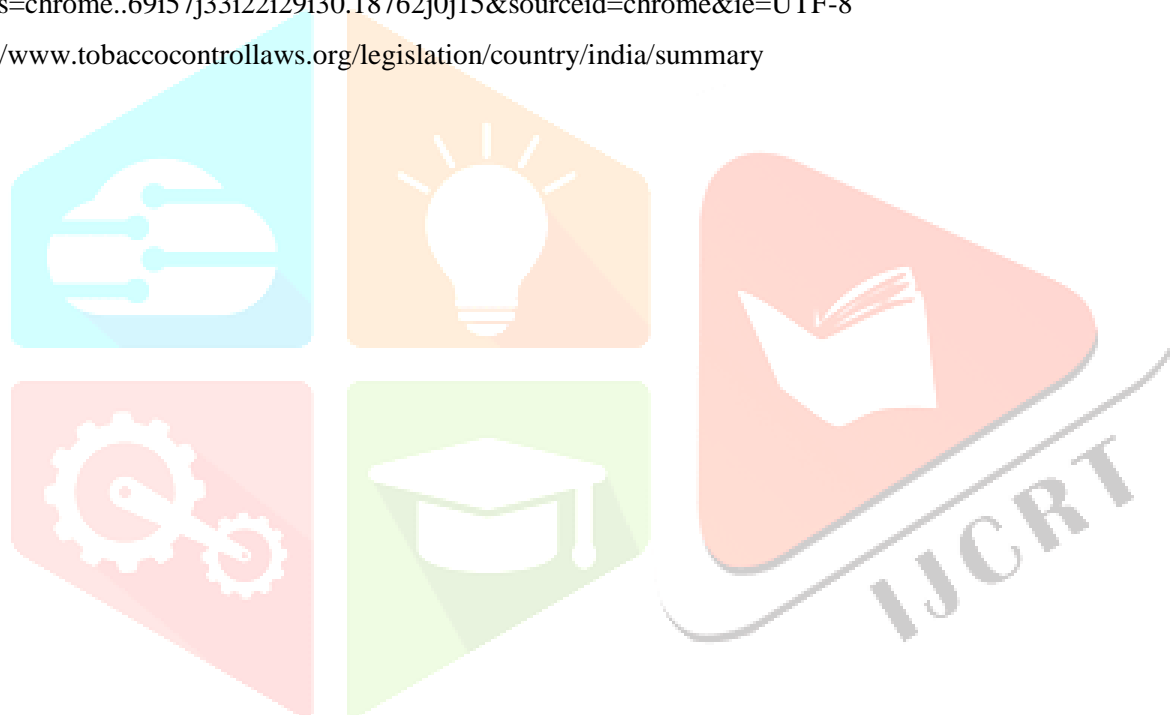 s=chrome..69i57j33i22i29i30.18762j0j15&sourceid=chrome&ie=UTF-8
/www.tobaccocontrollaws.org/legislation/country/india/summary
IJCRT